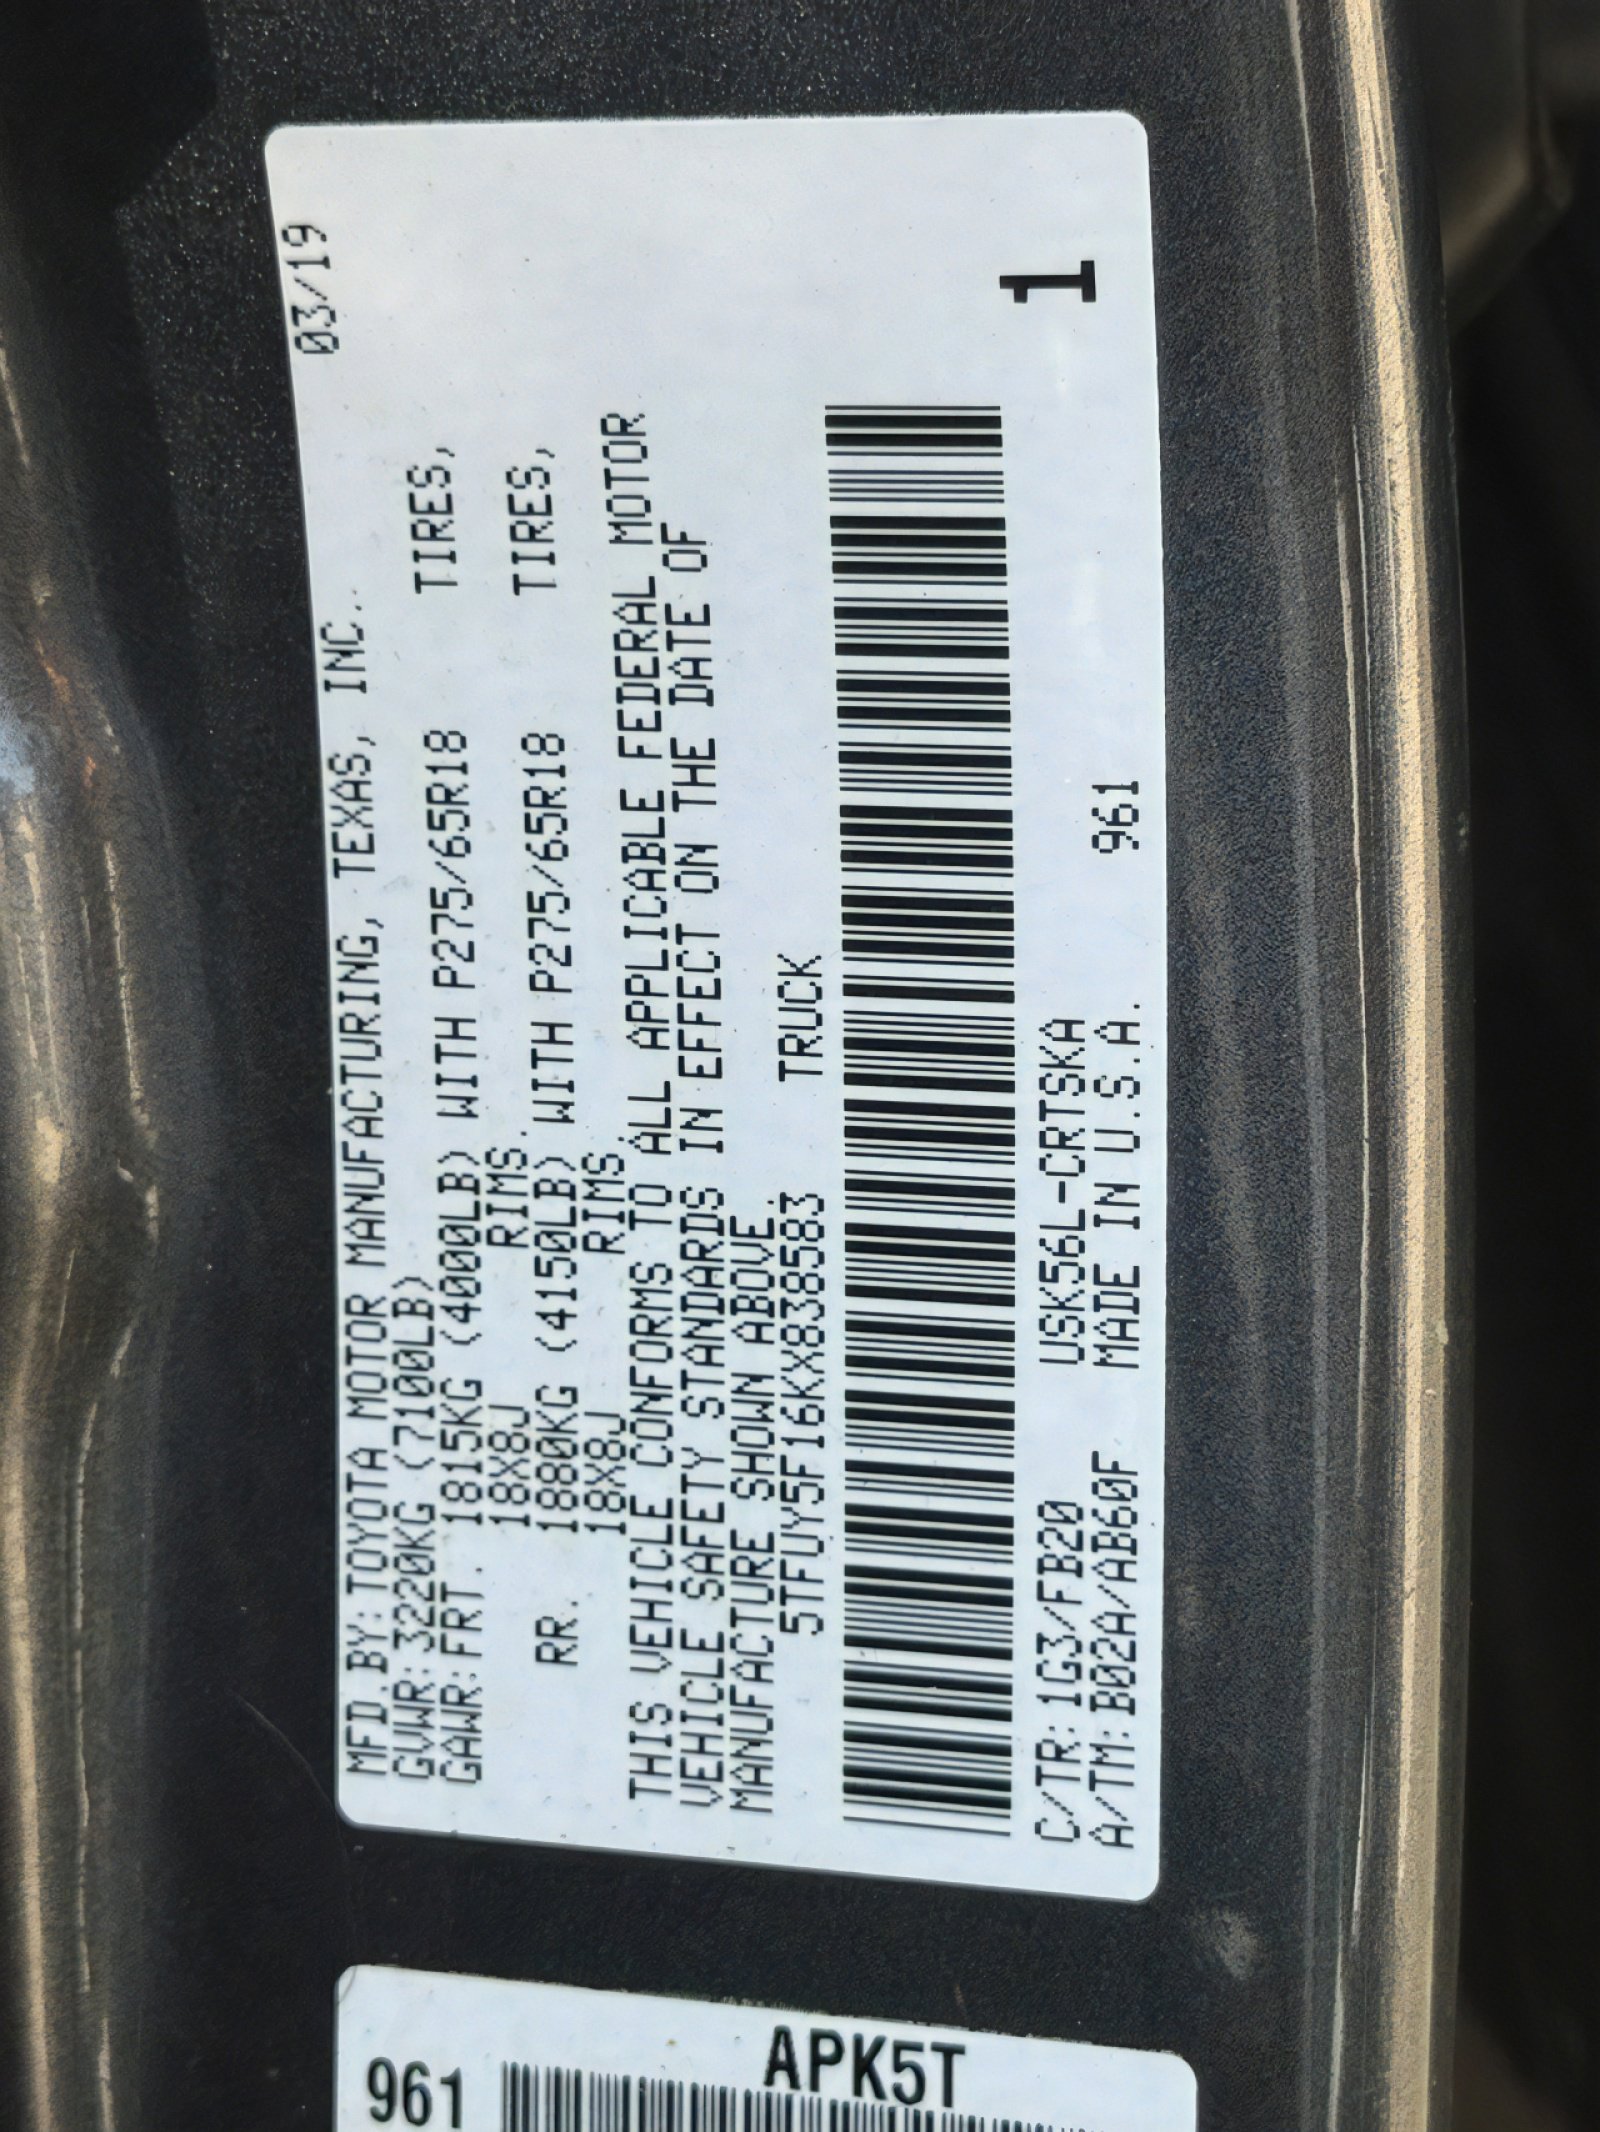 03/19
MFD.BY:TOYOTA MOTOR MANUFACTURING, TEXAS, INC.
GVWR:3220KG (7100LB)
GAWR:FRT. 1815KG (4000LB) WITH P275/65R18 TIRES,
18X8J RIMS.
RR. 1880KG (4150LB) WITH P275/65R18 TIRES,
18X8J RIMS.
THIS VEHICLE CONFORMS TO ALL APPLICABLE FEDERAL MOTOR
VEHICLE SAFETY STANDARDS IN EFFECT ON THE DATE OF
MANUFACTURE SHOWN ABOVE.
5TFUY5F16KX838583 TRUCK
1
C/TR:1G3/FB20 USK56L-CRTSKA
A/TM:B02A/AB60F MADE IN U.S.A. 961
961
APK5T